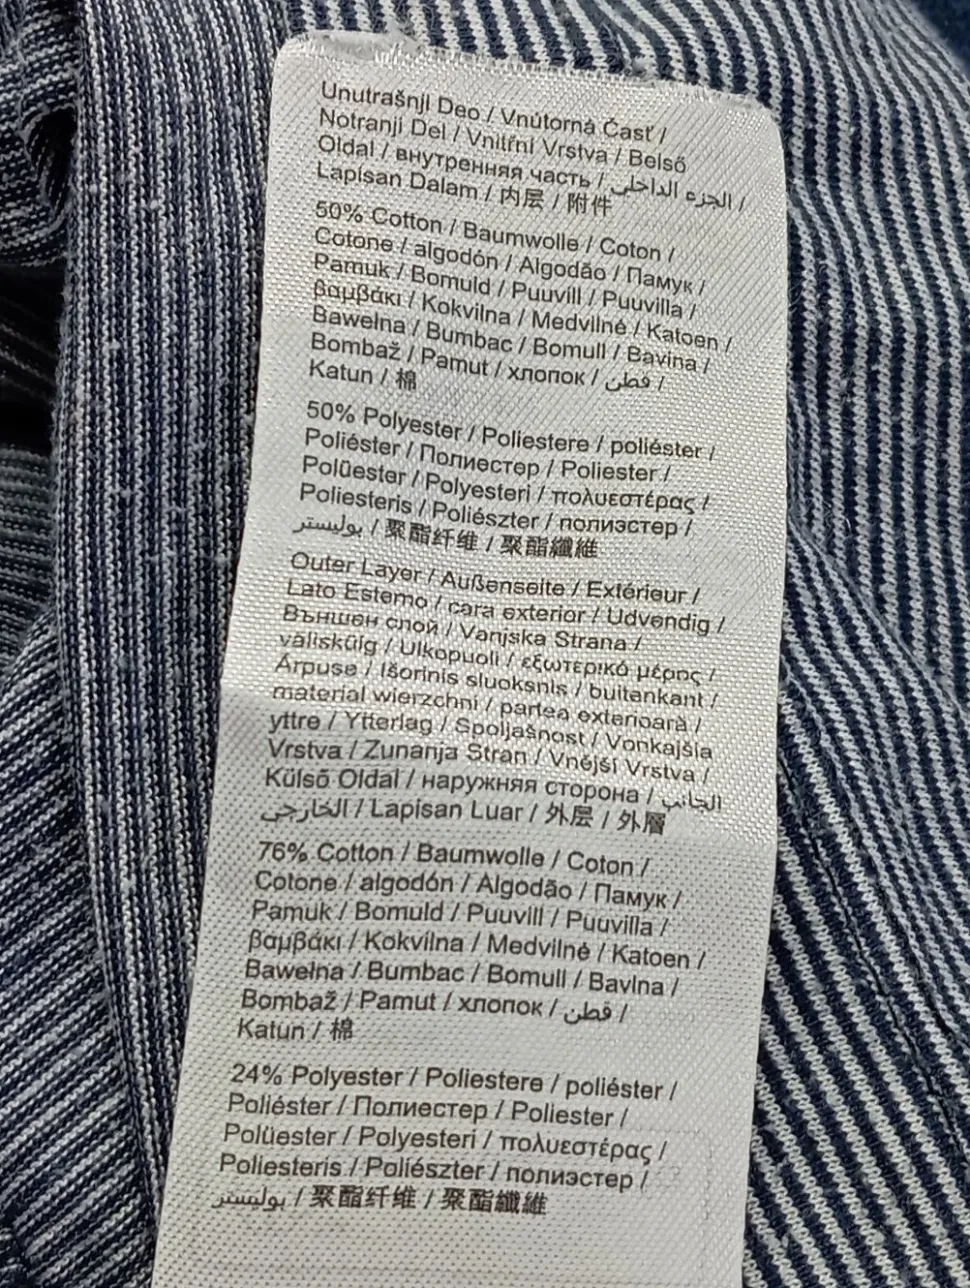 Unutrašnji Deo / Vnútorná Časť /
Notranji Del / Vnitřní Vrstva / Belső
Oldal / внутренняя часть / الجزء الداخلي /
Lapisan Dalam / 内层 / 附件
50% Cotton / Baumwolle / Coton /
Cotone / algodón / Algodão / Памук /
Pamuk / Bomuld / Puuvill / Puuvilla /
βαμβάκι / Kokvilna / Medvilnė / Katoen /
Bawełna / Bumbac / Bomull / Bavlna /
Bombaž / Pamut / хлопок / قطن /
Katun / 棉
50% Polyester / Poliestere / poliéster /
Poliéster / Полиестер / Poliester /
Polüester / Polyesteri / πολυεστέρας /
Poliesteris / Poliészter / полиэстер /
بوليستر / 聚酯纤维 / 聚酯纖維
Outer Layer / Außenseite / Extérieur /
Lato Esterno / cara exterior / Udvendig /
Външен слой / Vanjska Strana /
väliskülg / Ulkopuoli / εξωτερικό μέρος /
Ārpuse / Išorinis sluoksnis / buitenkant /
materiał wierzchni / partea exterioară /
yttre / Ytterlag / Spoljašnost / Vonkajšia
Vrstva / Zunanja Stran / Vnější Vrstva /
Külső Oldal / наружняя сторона / الجانب
الخارجي / Lapisan Luar / 外层 / 外層
76% Cotton / Baumwolle / Coton /
Cotone / algodón / Algodão / Памук /
Pamuk / Bomuld / Puuvill / Puuvilla /
βαμβάκι / Kokvilna / Medvilnė / Katoen /
Bawełna / Bumbac / Bomull / Bavlna /
Bombaž / Pamut / хлопок / قطن /
Katun / 棉
24% Polyester / Poliestere / poliéster /
Poliéster / Полиестер / Poliester /
Polüester / Polyesteri / πολυεστέρας /
Poliesteris / Poliészter / полиэстер /
بوليستر / 聚酯纤维 / 聚酯纖維